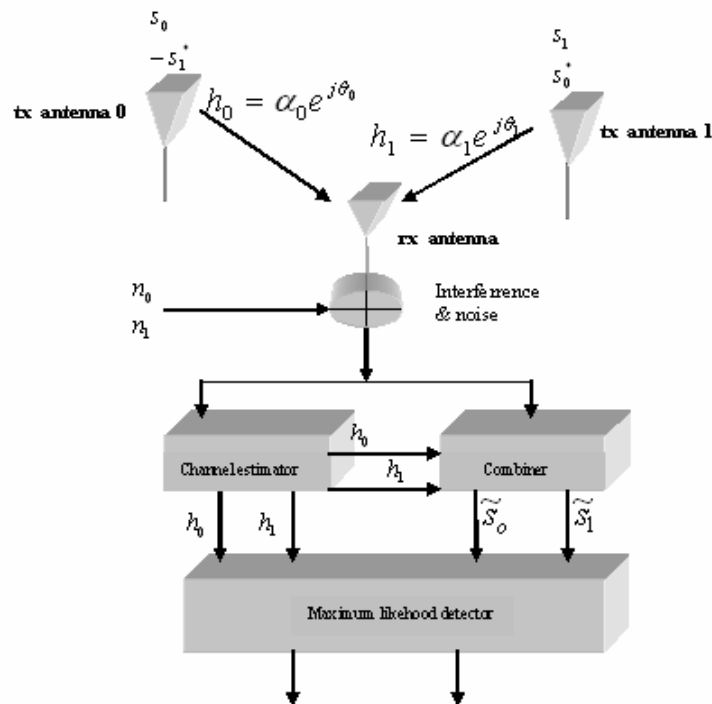 s₀
−s₁*
tx antenna 0
h₀ = α₀e^{jθ₀}
s₁
s₀*
tx antenna 1
h₁ = α₁e^{jθ₁}
rx antenna
n₀
n₁
Interferrence
& noise
h₀
h₁
Channel estimator
Combiner
h₀
h₁
s̃ₒ
s̃₁
Maximum likehood detector